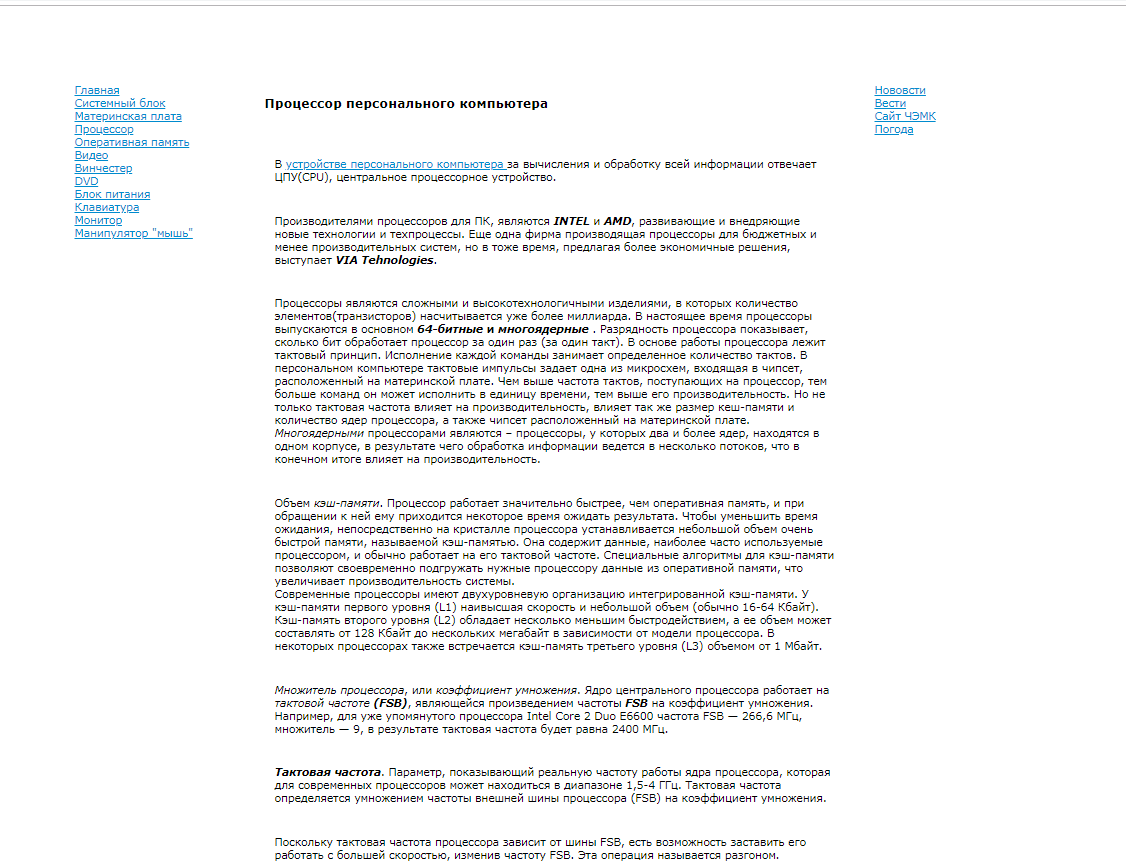 Главная
Системный блок
Материнская плата
Процессор
Оперативная память
Видео
Винчестер
DVD
Блок питания
Клавиатура
Монитор
Манипулятор "мышь"
Процессор персонального компьютера
В устройстве персонального компьютера за вычисления и обработку всей информации отвечает
ЦПУ(CPU), центральное процессорное устройство.
Производителями процессоров для ПК, являются INTEL и AMD, развивающие и внедряющие
новые технологии и техпроцессы. Еще одна фирма производящая процессоры для бюджетных и
менее производительных систем, но в тоже время, предлагая более экономичные решения,
выступает VIA Tehnologies.
Процессоры являются сложными и высокотехнологичными изделиями, в которых количество
элементов(транзисторов) насчитывается уже более миллиарда. В настоящее время процессоры
выпускаются в основном 64-битные и многоядерные . Разрядность процессора показывает,
сколько бит обработает процессор за один раз (за один такт). В основе работы процессора лежит
тактовый принцип. Исполнение каждой команды занимает определенное количество тактов. В
персональном компьютере тактовые импульсы задает одна из микросхем, входящая в чипсет,
расположенный на материнской плате. Чем выше частота тактов, поступающих на процессор, тем
больше команд он может исполнить в единицу времени, тем выше его производительность. Но не
только тактовая частота влияет на производительность, влияет так же размер кеш-памяти и
количество ядер процессора, а также чипсет расположенный на материнской плате.
Многоядерными процессорами являются – процессоры, у которых два и более ядер, находятся в
одном корпусе, в результате чего обработка информации ведется в несколько потоков, что в
конечном итоге влияет на производительность.
Объем кэш-памяти. Процессор работает значительно быстрее, чем оперативная память, и при
обращении к ней ему приходится некоторое время ожидать результата. Чтобы уменьшить время
ожидания, непосредственно на кристалле процессора устанавливается небольшой объем очень
быстрой памяти, называемой кэш-памятью. Она содержит данные, наиболее часто используемые
процессором, и обычно работает на его тактовой частоте. Специальные алгоритмы для кэш-памяти
позволяют своевременно подгружать нужные процессору данные из оперативной памяти, что
увеличивает производительность системы.
Современные процессоры имеют двухуровневую организацию интегрированной кэш-памяти. У
кэш-памяти первого уровня (L1) наивысшая скорость и небольшой объем (обычно 16-64 Кбайт).
Кэш-память второго уровня (L2) обладает несколько меньшим быстродействием, а ее объем может
составлять от 128 Кбайт до нескольких мегабайт в зависимости от модели процессора. В
некоторых процессорах также встречается кэш-память третьего уровня (L3) объемом от 1 Мбайт.
Множитель процессора, или коэффициент умножения. Ядро центрального процессора работает на
тактовой частоте (FSB), являющейся произведением частоты FSB на коэффициент умножения.
Например, для уже упомянутого процессора Intel Core 2 Duo E6600 частота FSB — 266,6 МГц,
множитель — 9, в результате тактовая частота будет равна 2400 МГц.
Тактовая частота. Параметр, показывающий реальную частоту работы ядра процессора, которая
для современных процессоров может находиться в диапазоне 1,5-4 ГГц. Тактовая частота
определяется умножением частоты внешней шины процессора (FSB) на коэффициент умножения.
Поскольку тактовая частота процессора зависит от шины FSB, есть возможность заставить его
работать с большей скоростью, изменив частоту FSB. Эта операция называется разгоном.
Нововсти
Вести
Сайт ЧЭМК
Погода